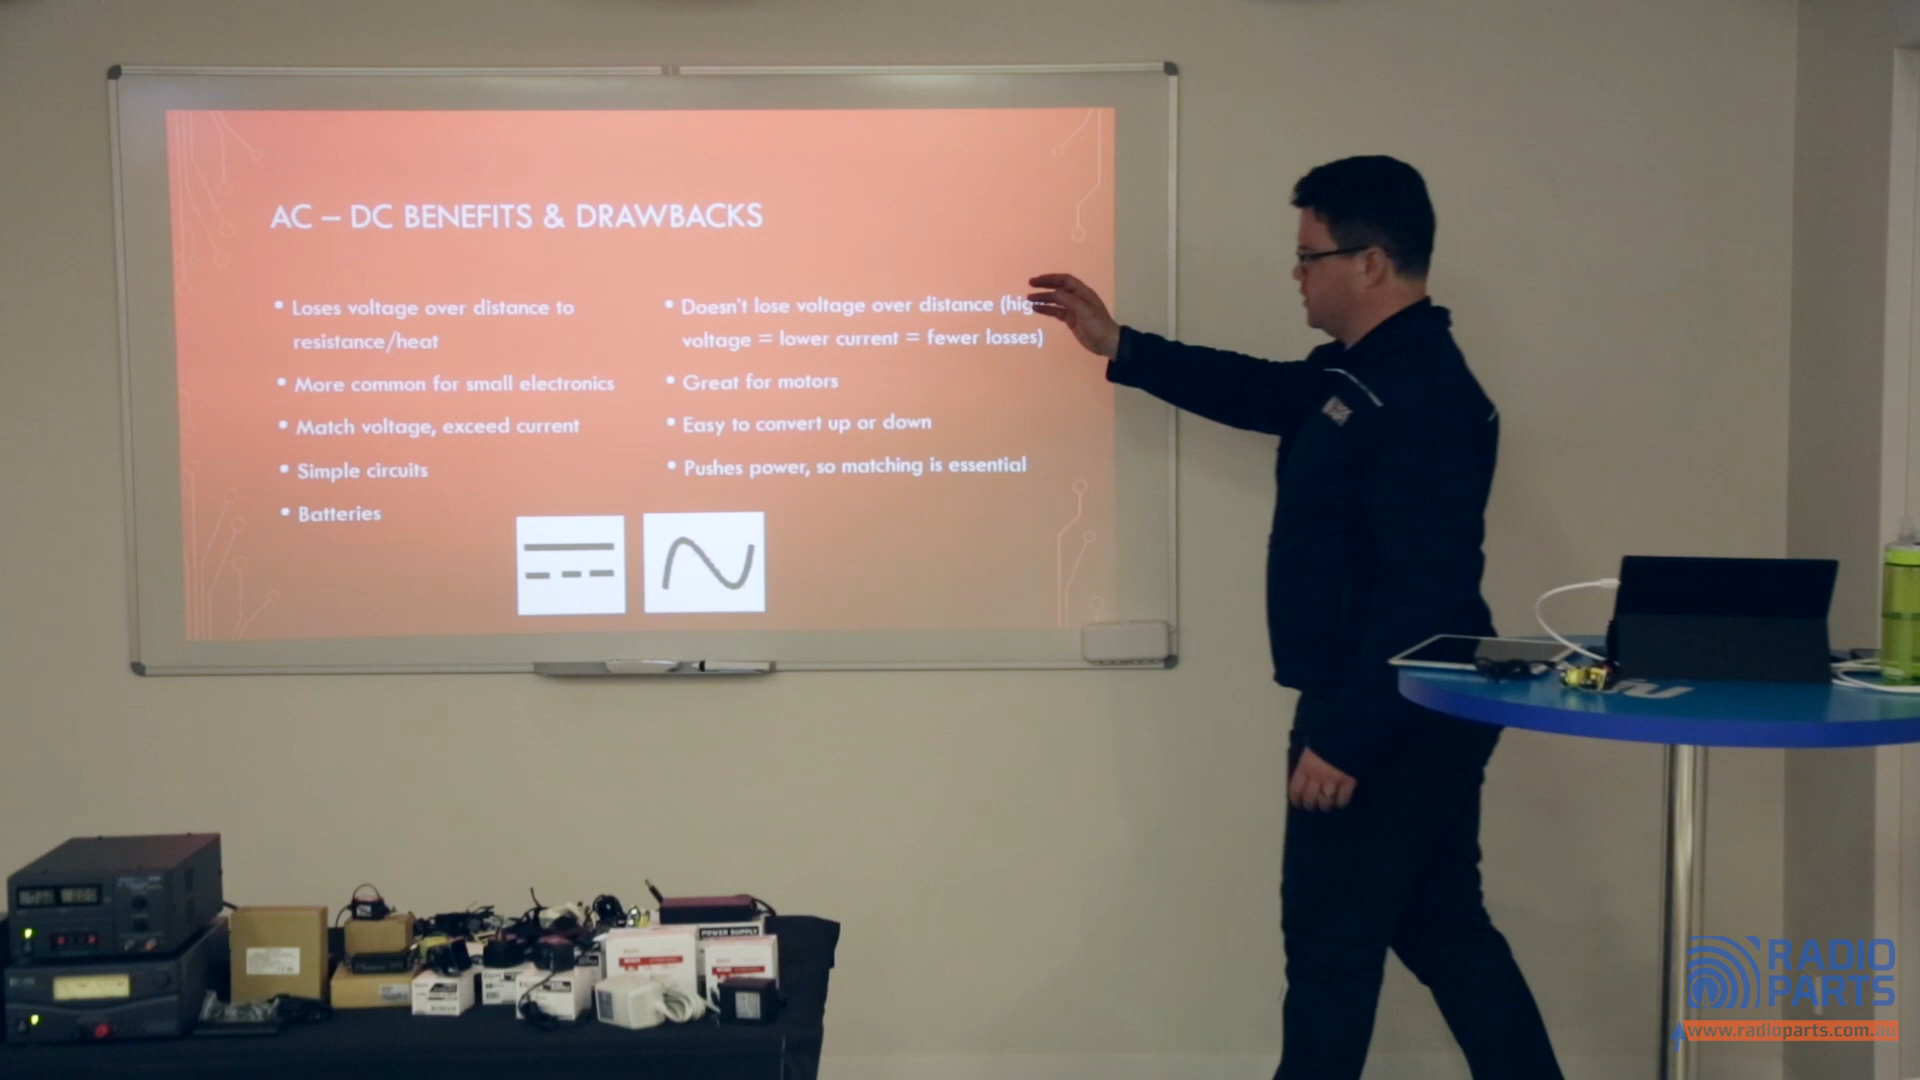 AC – DC BENEFITS & DRAWBACKS
• Loses voltage over distance to
resistance/heat
• More common for small electronics
• Match voltage, exceed current
• Simple circuits
• Batteries
• Doesn't lose voltage over distance (hig
voltage = lower current = fewer losses)
• Great for motors
• Easy to convert up or down
• Pushes power, so matching is essential
POWER SUPPLY
RADIO
PARTS
www.radioparts.com.au